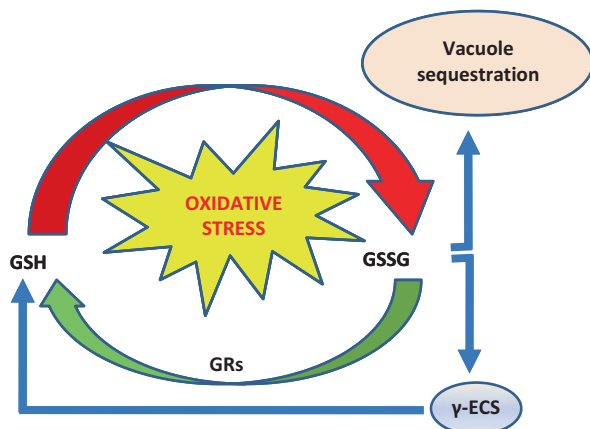 Vacuole
sequestration
OXIDATIVE
STRESS
GSH
GSSG
GRs
γ-ECS